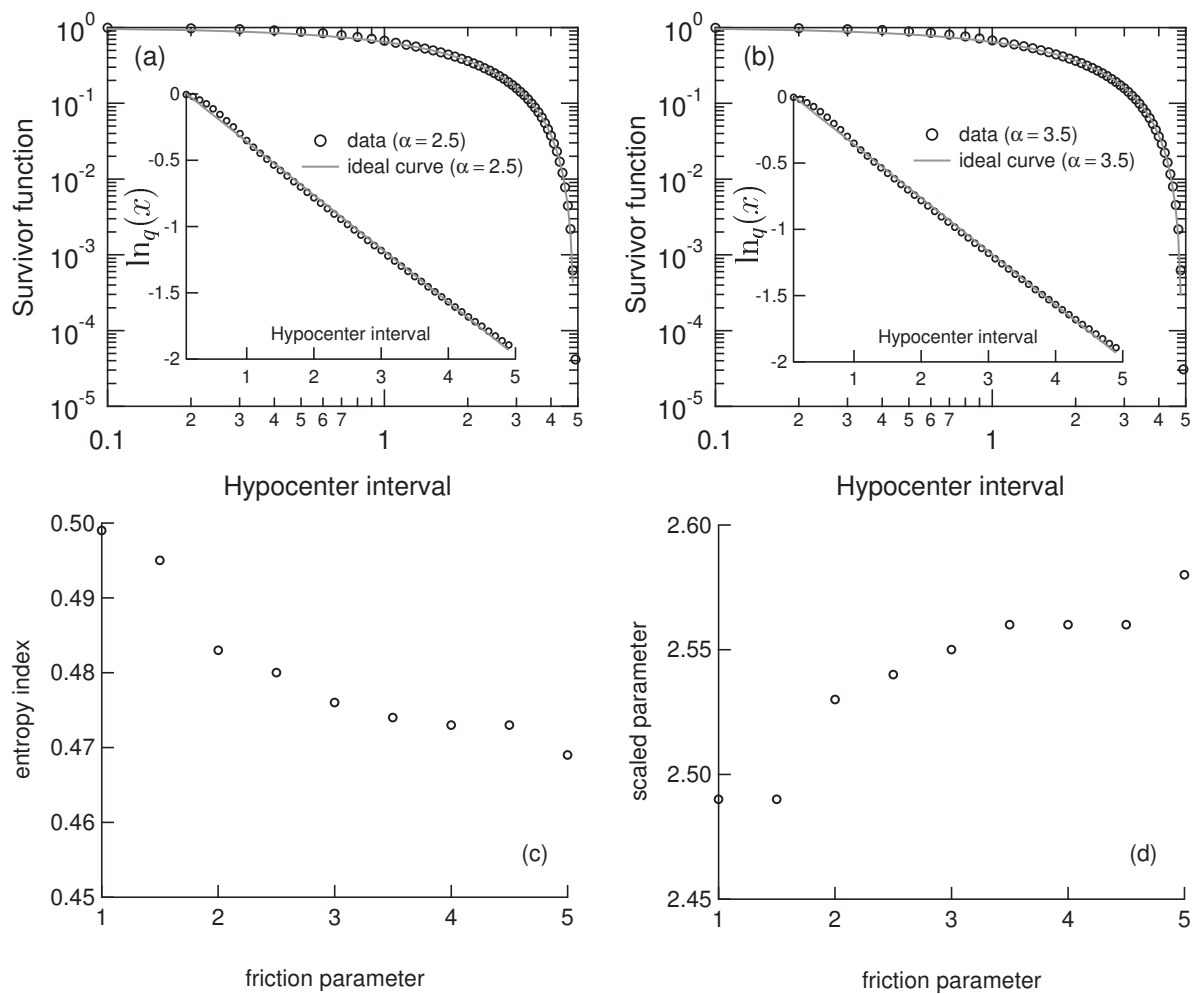 (a)
Survivor function
10^0
10^-1
10^-2
10^-3
10^-4
10^-5
ln_q(x)
0
-0.5
-1
-1.5
-2
data (α = 2.5)
ideal curve (α = 2.5)
Hypocenter interval
1 2 3 4 5
2 3 4 5 6 7 2 3 4 5
0.1 1
Hypocenter interval
(b)
Survivor function
10^0
10^-1
10^-2
10^-3
10^-4
10^-5
ln_q(x)
0
-0.5
-1
-1.5
-2
data (α = 3.5)
ideal curve (α = 3.5)
Hypocenter interval
1 2 3 4 5
2 3 4 5 6 7 2 3 4 5
0.1 1
Hypocenter interval
entropy index
0.50
0.49
0.48
0.47
0.46
0.45
(c)
1 2 3 4 5
friction parameter
scaled parameter
2.60
2.55
2.50
2.45
(d)
1 2 3 4 5
friction parameter